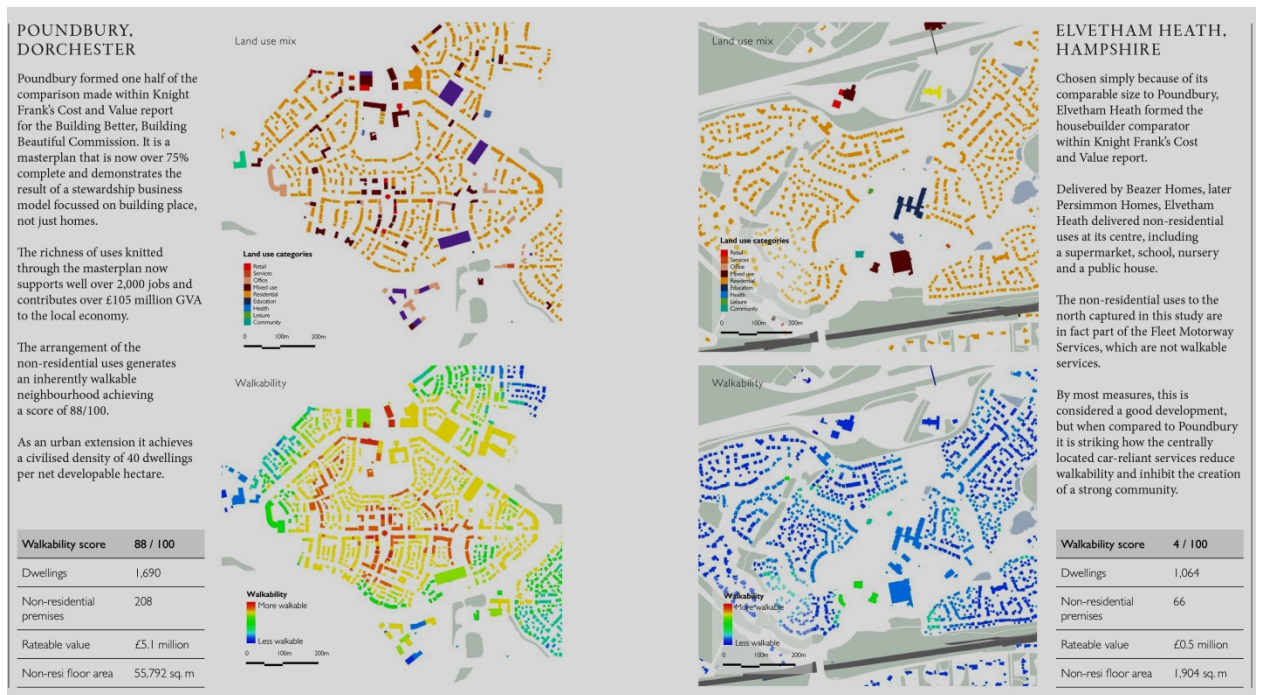 POUNDBURY,
DORCHESTER
Poundbury formed one half of the
comparison made within Knight
Frank's Cost and Value report
for the Building Better, Building
Beautiful Commission. It is a
masterplan that is now over 75%
complete and demonstrates the
result of a stewardship business
model focussed on building place,
not just homes.
The richness of uses knitted
through the masterplan now
supports well over 2,000 jobs and
contributes over £105 million GVA
to the local economy.
The arrangement of the
non-residential uses generates
an inherently walkable
neighbourhood achieving
a score of 88/100.
As an urban extension it achieves
a civilised density of 40 dwellings
per net developable hectare.
Walkability score 88 / 100
Dwellings 1,690
Non-residential
premises 208
Rateable value £5.1 million
Non-resi floor area 55,792 sq. m
Land use mix
Land use categories
Retail
Services
Office
Mixed use
Residential
Education
Health
Leisure
Community
0 100m 200m
Walkability
Walkability
More walkable
Less walkable
0 100m 200m
Land use mix
Land use categories
Retail
Services
Office
Mixed use
Residential
Education
Health
Leisure
Community
0 100m 200m
Walkability
Walkability
More walkable
Less walkable
0 100m 200m
ELVETHAM HEATH,
HAMPSHIRE
Chosen simply because of its
comparable size to Poundbury,
Elvetham Heath formed the
housebuilder comparator
within Knight Frank's Cost
and Value report.
Delivered by Beazer Homes, later
Persimmon Homes, Elvetham
Heath delivered non-residential
uses at its centre, including
a supermarket, school, nursery
and a public house.
The non-residential uses to the
north captured in this study are
in fact part of the Fleet Motorway
Services, which are not walkable
services.
By most measures, this is
considered a good development,
but when compared to Poundbury
it is striking how the centrally
located car-reliant services reduce
walkability and inhibit the creation
of a strong community.
Walkability score 4 / 100
Dwellings 1,064
Non-residential
premises 66
Rateable value £0.5 million
Non-resi floor area 1,904 sq. m